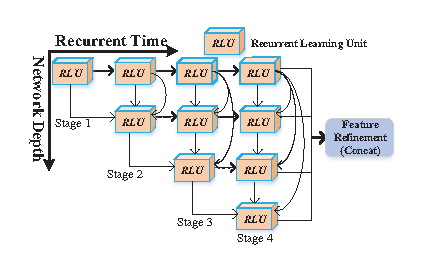 Recurrent Time
RLU
Recurrent Learning Unit
Network Depth
RLU
RLU
RLU
RLU
RLU
RLU
RLU
Stage 1
Feature
Refinement
(Concat)
RLU
RLU
Stage 2
RLU
Stage 3
Stage 4